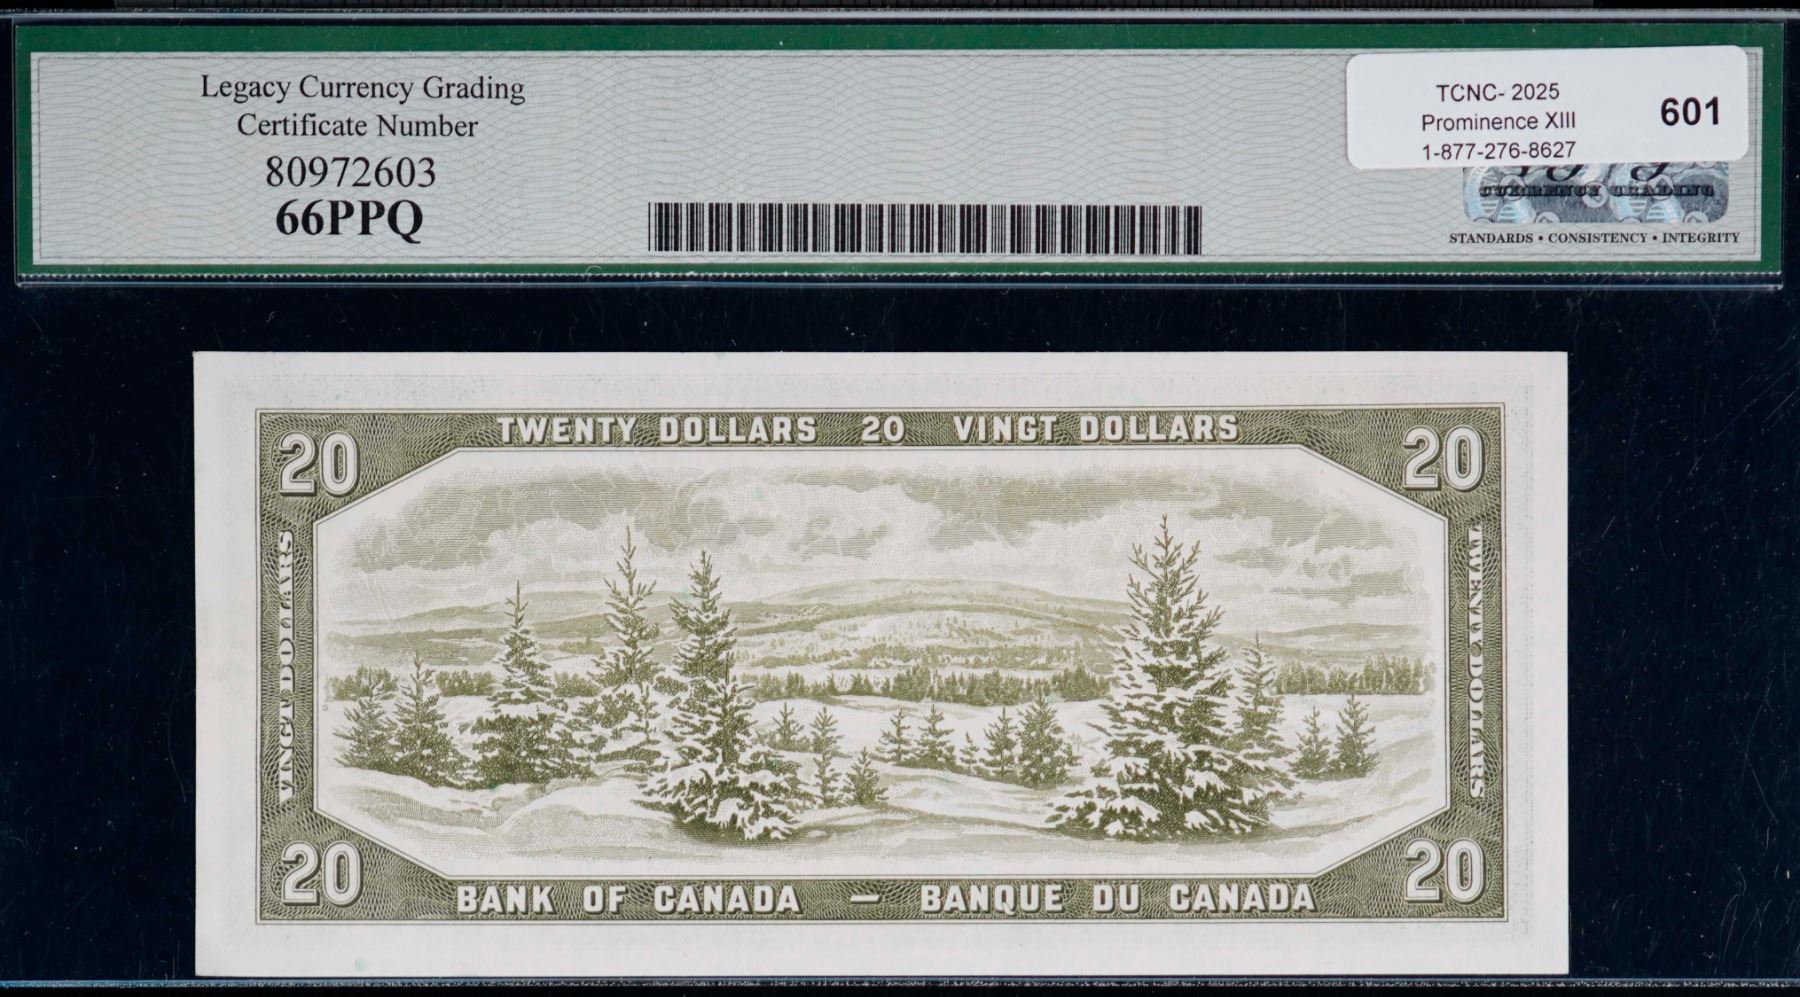 Legacy Currency Grading
Certificate Number
80972603
66PPQ
TCNC- 2025
Prominence XIII
1-877-276-8627
601
CURRENCY GRADING
STANDARDS • CONSISTENCY • INTEGRITY
TWENTY DOLLARS 20 VINGT DOLLARS
20
20
VINGT DOLLARS
TWENTY DOLLARS
20
20
BANK OF CANADA — BANQUE DU CANADA